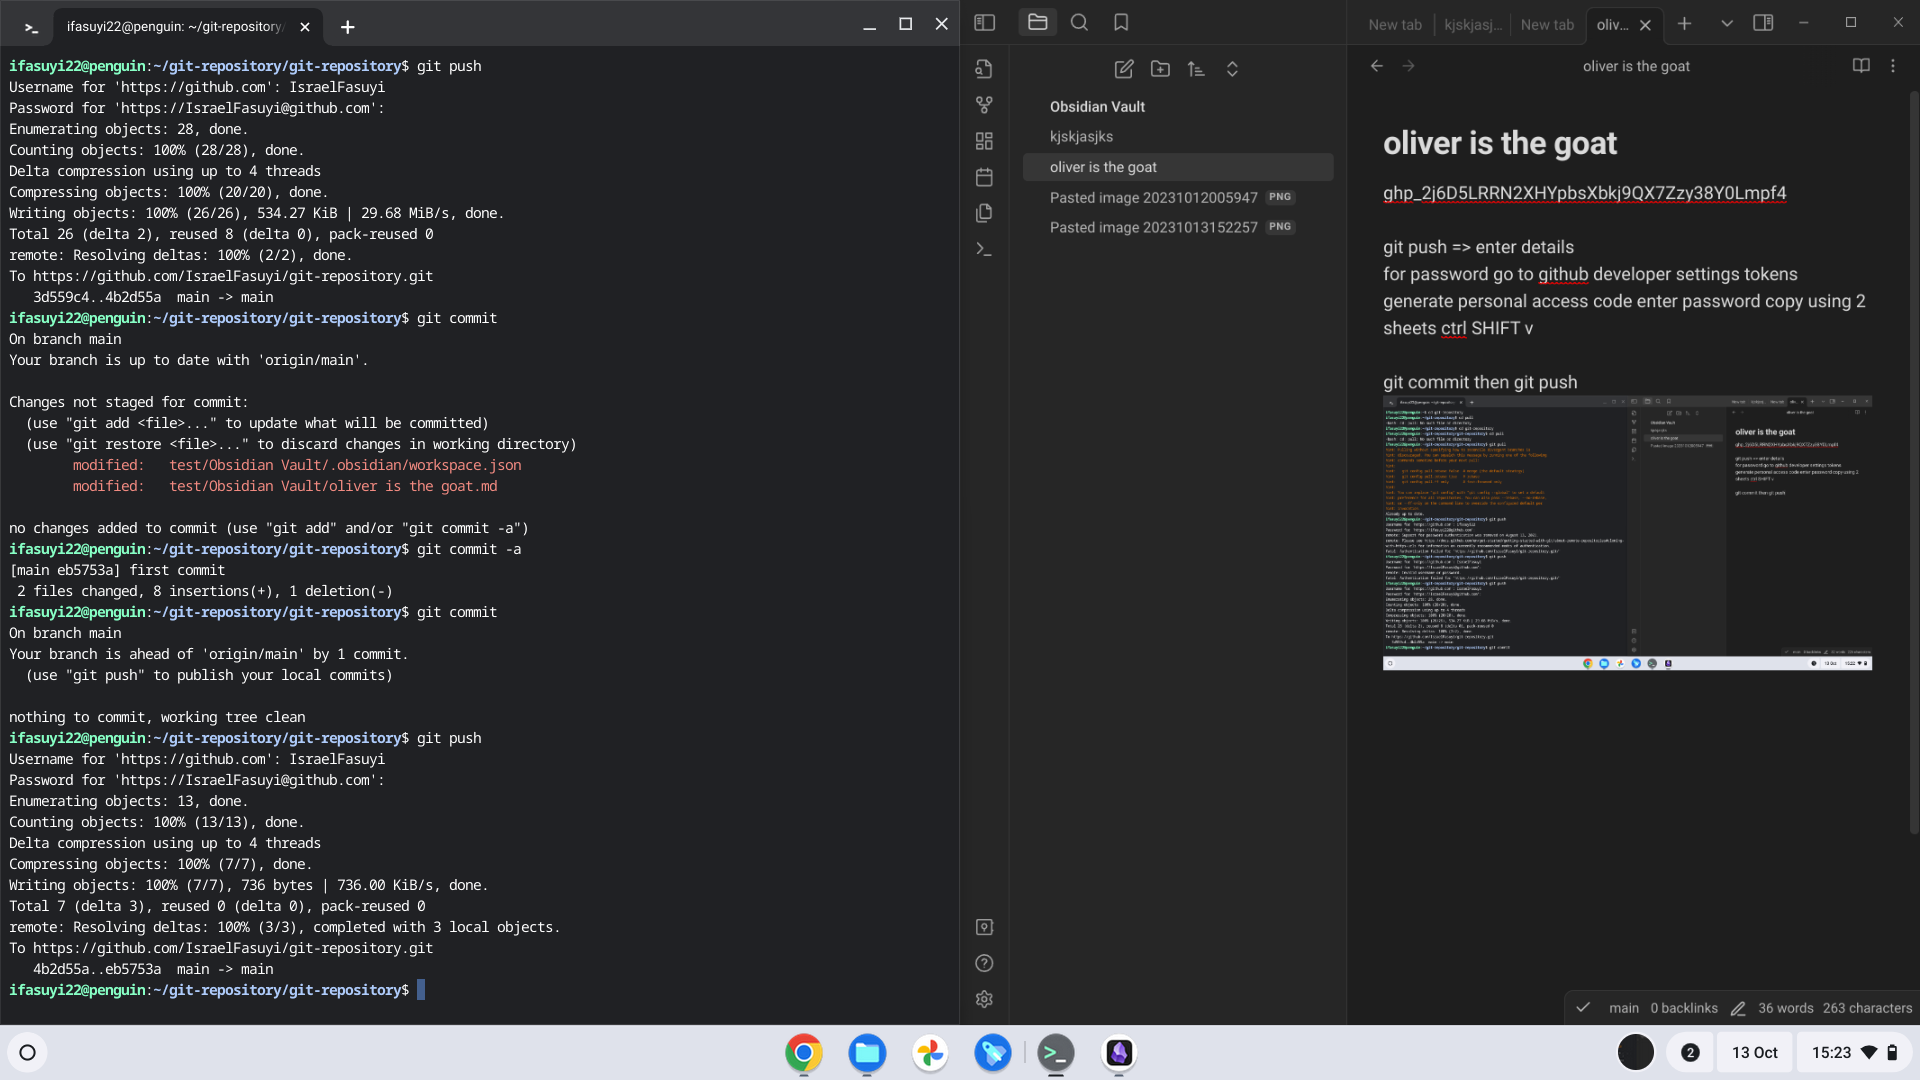 ifasuyi22@penguin: ~/git-repository/
ifasuyi22@penguin:~/git-repository/git-repository$ git push
Username for 'https://github.com': IsraelFasuyi
Password for 'https://IsraelFasuyi@github.com':
Enumerating objects: 28, done.
Counting objects: 100% (28/28), done.
Delta compression using up to 4 threads
Compressing objects: 100% (20/20), done.
Writing objects: 100% (26/26), 534.27 KiB | 29.68 MiB/s, done.
Total 26 (delta 2), reused 8 (delta 0), pack-reused 0
remote: Resolving deltas: 100% (2/2), done.
To https://github.com/IsraelFasuyi/git-repository.git
   3d559c4..4b2d55a  main -> main
ifasuyi22@penguin:~/git-repository/git-repository$ git commit
On branch main
Your branch is up to date with 'origin/main'.
Changes not staged for commit:
  (use "git add <file>..." to update what will be committed)
  (use "git restore <file>..." to discard changes in working directory)
        modified:   test/Obsidian Vault/.obsidian/workspace.json
        modified:   test/Obsidian Vault/oliver is the goat.md
no changes added to commit (use "git add" and/or "git commit -a")
ifasuyi22@penguin:~/git-repository/git-repository$ git commit -a
[main eb5753a] first commit
 2 files changed, 8 insertions(+), 1 deletion(-)
ifasuyi22@penguin:~/git-repository/git-repository$ git commit
On branch main
Your branch is ahead of 'origin/main' by 1 commit.
  (use "git push" to publish your local commits)
nothing to commit, working tree clean
ifasuyi22@penguin:~/git-repository/git-repository$ git push
Username for 'https://github.com': IsraelFasuyi
Password for 'https://IsraelFasuyi@github.com':
Enumerating objects: 13, done.
Counting objects: 100% (13/13), done.
Delta compression using up to 4 threads
Compressing objects: 100% (7/7), done.
Writing objects: 100% (7/7), 736 bytes | 736.00 KiB/s, done.
Total 7 (delta 3), reused 0 (delta 0), pack-reused 0
remote: Resolving deltas: 100% (3/3), completed with 3 local objects.
To https://github.com/IsraelFasuyi/git-repository.git
   4b2d55a..eb5753a  main -> main
ifasuyi22@penguin:~/git-repository/git-repository$
Obsidian Vault
kjskjasjks
oliver is the goat
Pasted image 20231012005947 PNG
Pasted image 20231013152257 PNG
New tab kjskjasj... New tab oliv...
oliver is the goat
oliver is the goat
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
git push => enter details
for password go to github developer settings tokens
generate personal access code enter password copy using 2
sheets ctrl SHIFT v
git commit then git push
main 0 backlinks 36 words 263 characters
2 13 Oct 15:23